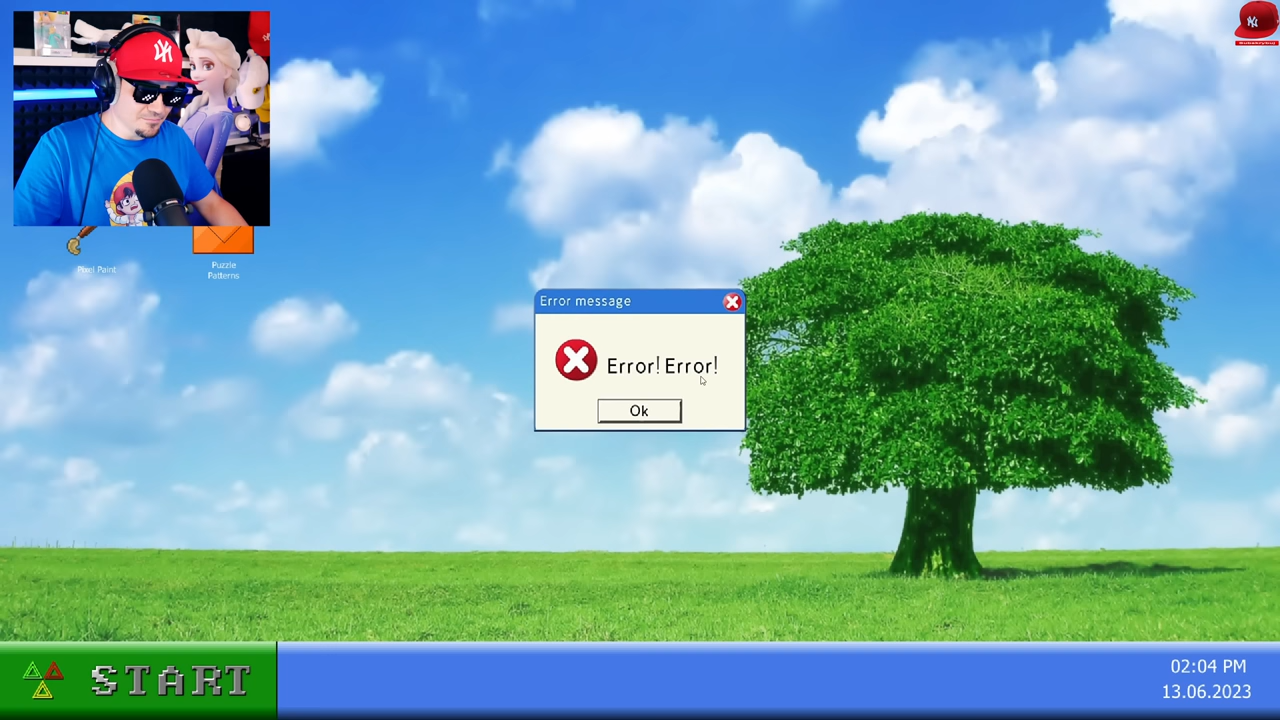 Pixel Paint
Puzzle
Patterns
Error message
Error! Error!
Ok
START
02:04 PM
13.06.2023